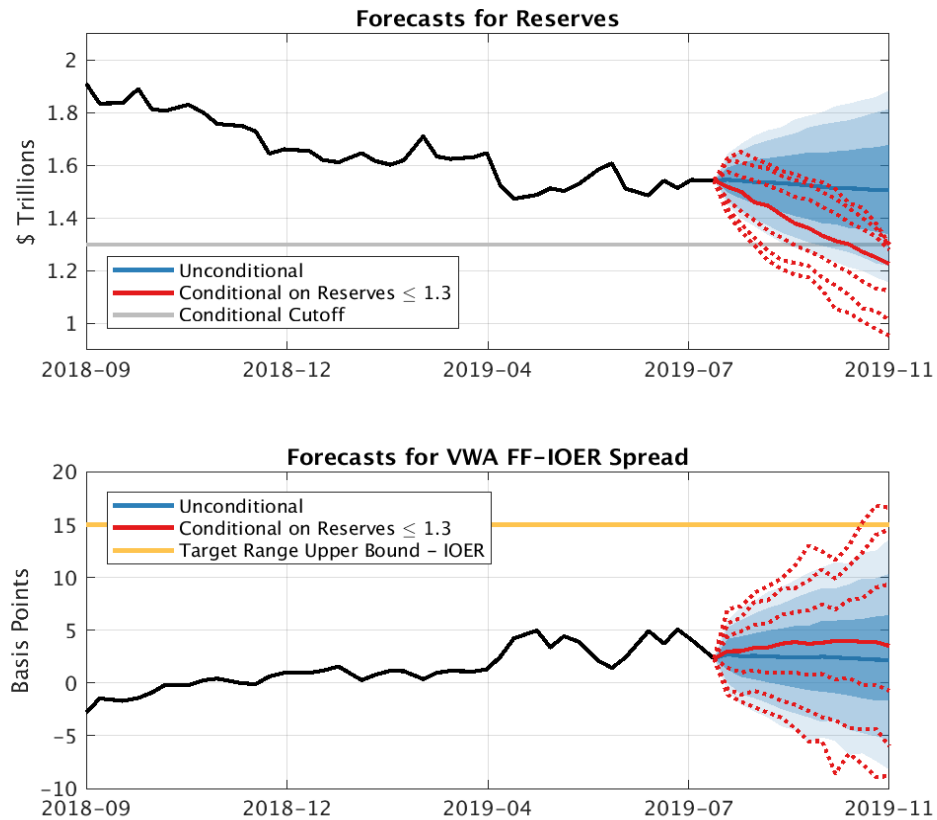 Forecasts for Reserves
$ Trillions
2
1.8
1.6
1.4
1.2
1
Unconditional
Conditional on Reserves ≤ 1.3
Conditional Cutoff
2018-09 2018-12 2019-04 2019-07 2019-11
Forecasts for VWA FF-IOER Spread
Basis Points
20
15
10
5
0
-5
-10
Unconditional
Conditional on Reserves ≤ 1.3
Target Range Upper Bound - IOER
2018-09 2018-12 2019-04 2019-07 2019-11